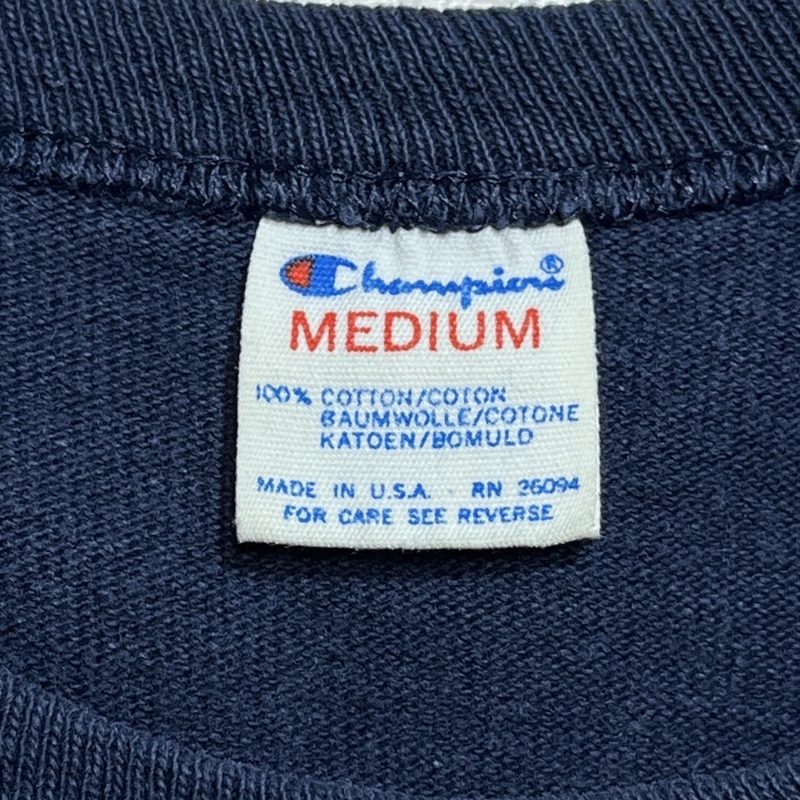 Champion®
MEDIUM
100% COTTON/COTON
BAUMWOLLE/COTONE
KATOEN/BOMULD
MADE IN U.S.A. · RN 26094
FOR CARE SEE REVERSE